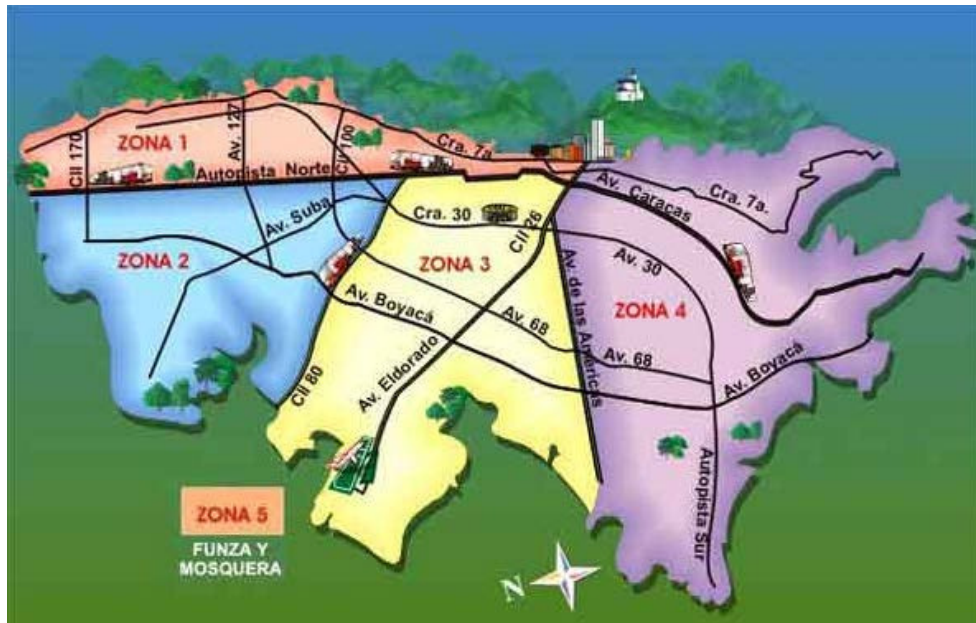 ZONA 1
Cll 170
Av. 127
Cll 100
Cra. 7a
Autopista Norte
Av. Caracas
Cra. 7a.
Av. Suba
Cra. 30
Cll 26
ZONA 2
ZONA 3
Av. 30
Av. Boyacá
Av. 68
Av. de las Américas
ZONA 4
Av. 68
Av. Boyacá
Cll 80
Av. Eldorado
Autopista Sur
ZONA 5
FUNZA Y
MOSQUERA
N